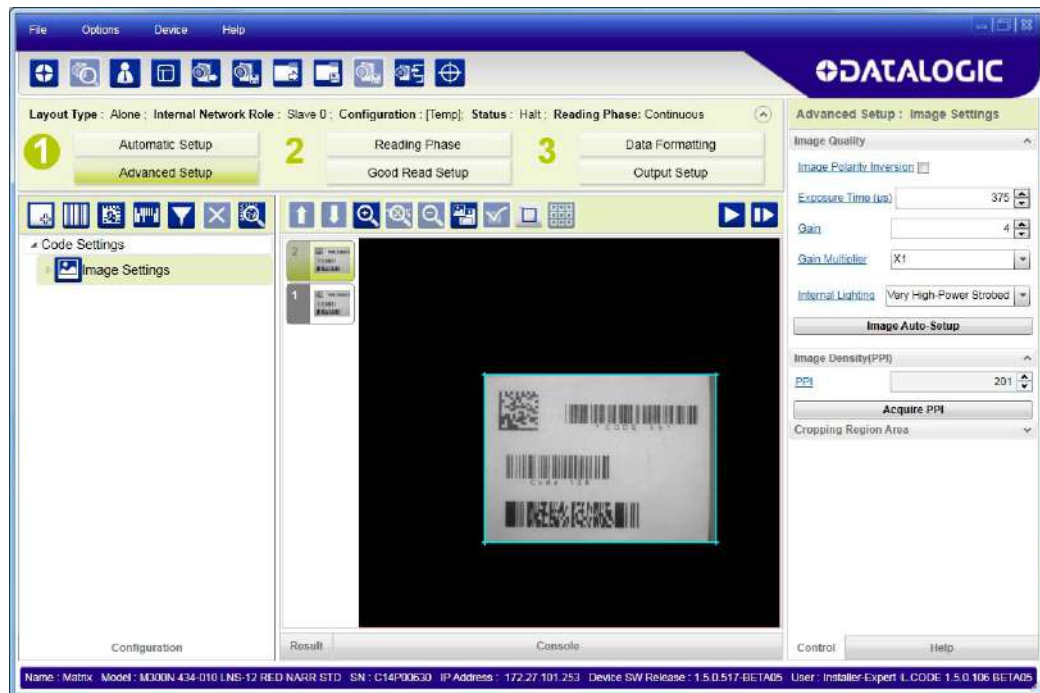 File Options Device Help
DATALOGIC
Layout Type : Alone ; Internal Network Role : Slave 0 ; Configuration : [Temp]; Status : Halt ; Reading Phase: Continuous
1 Automatic Setup 2 Reading Phase 3 Data Formatting
Advanced Setup Good Read Setup Output Setup
Code Settings
Image Settings
Configuration
2
1
Code 128
Result Console
Advanced Setup : Image Settings
Image Quality
Image Polarity Inversion
Exposure Time (µs) 375
Gain 4
Gain Multiplier X1
Internal Lighting Very High-Power Strobed
Image Auto-Setup
Image Density(PPI)
PPI 201
Acquire PPI
Cropping Region Area
Control Help
Name : Matrix Model : M300N 434-010 LNS-12 RED NARR STD SN : C14P00630 IP Address : 172.27.101.253 Device SW Release : 1.5.0.517-BETA05 User : Installer-Expert (L.CODE 1.5.0.106 BETA05